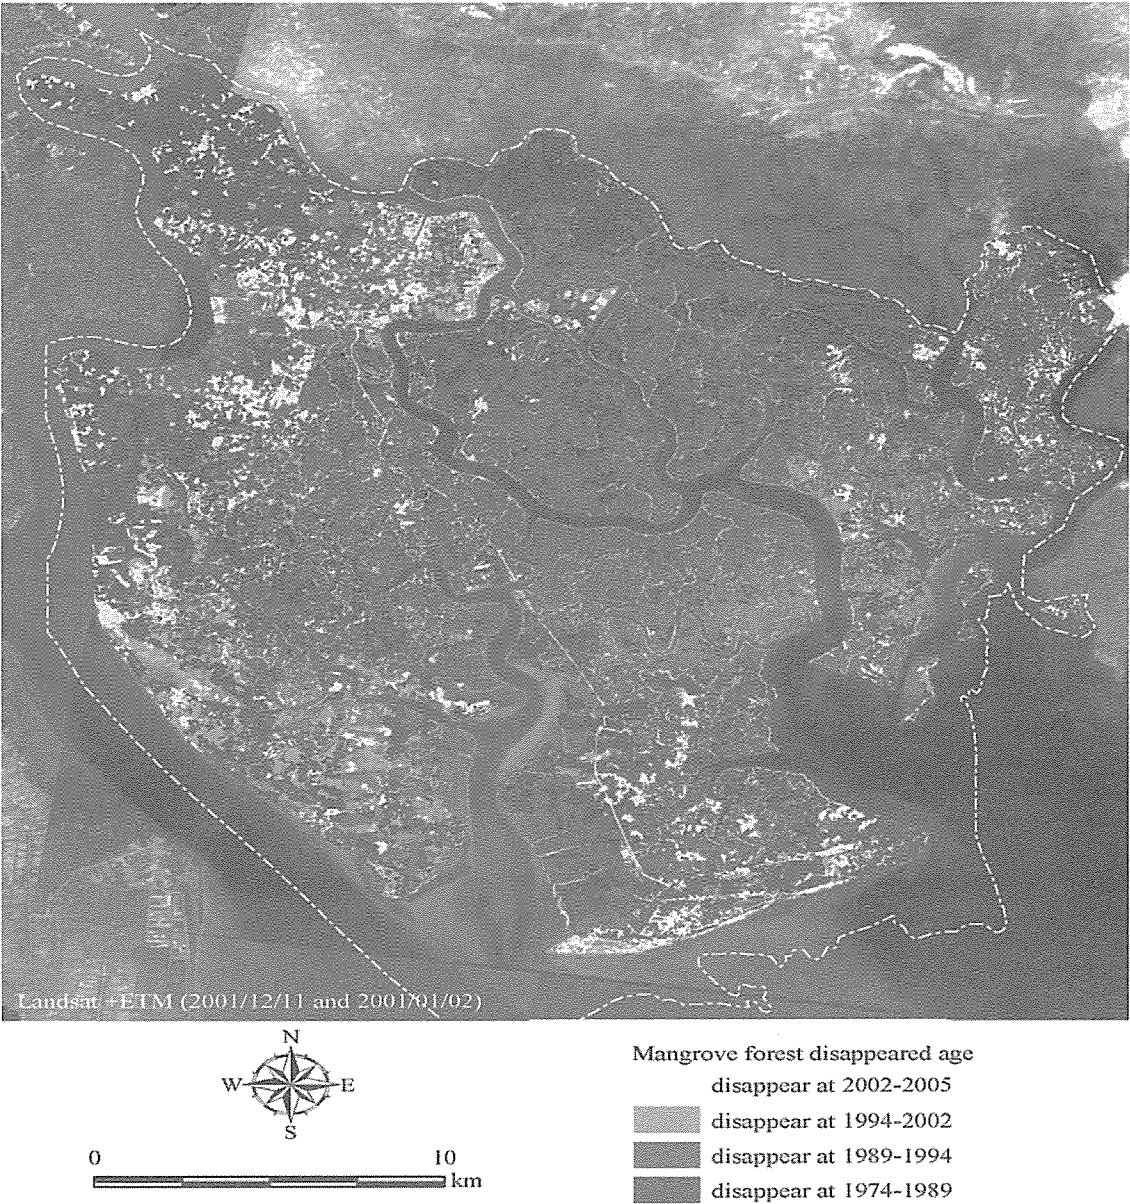 Landsat +ETM (2001/12/11 and 2001/01/02)
N
W E
S
0 10
km
Mangrove forest disappeared age
disappear at 2002-2005
disappear at 1994-2002
disappear at 1989-1994
disappear at 1974-1989